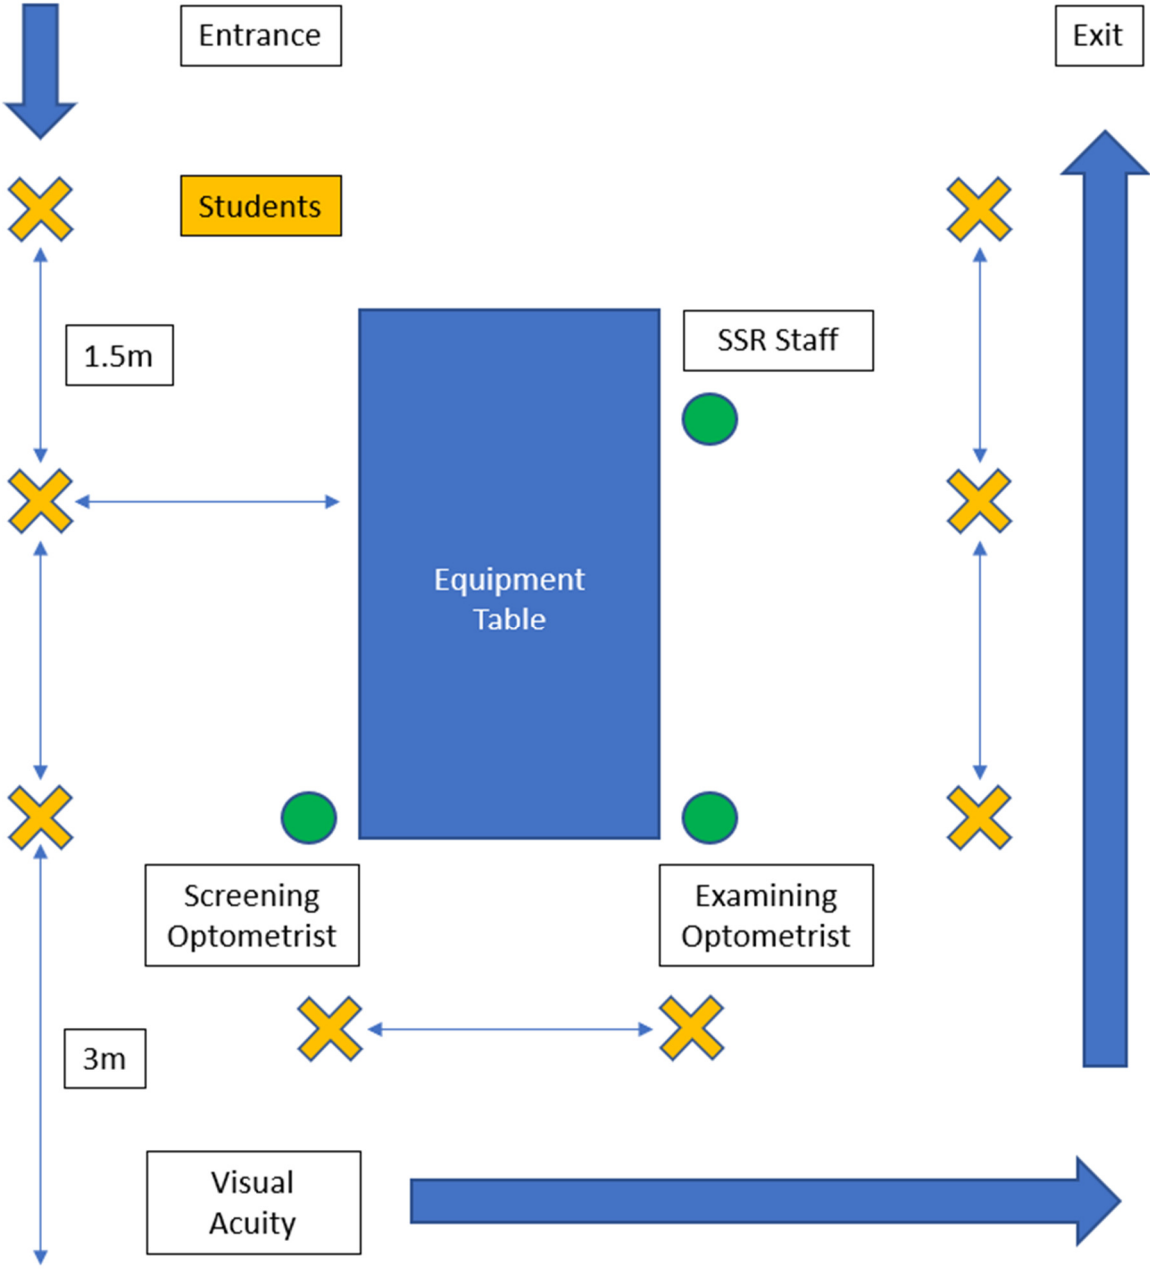 Entrance
Exit
Students
SSR Staff
1.5m
Equipment
Table
Screening
Optometrist
Examining
Optometrist
3m
Visual
Acuity